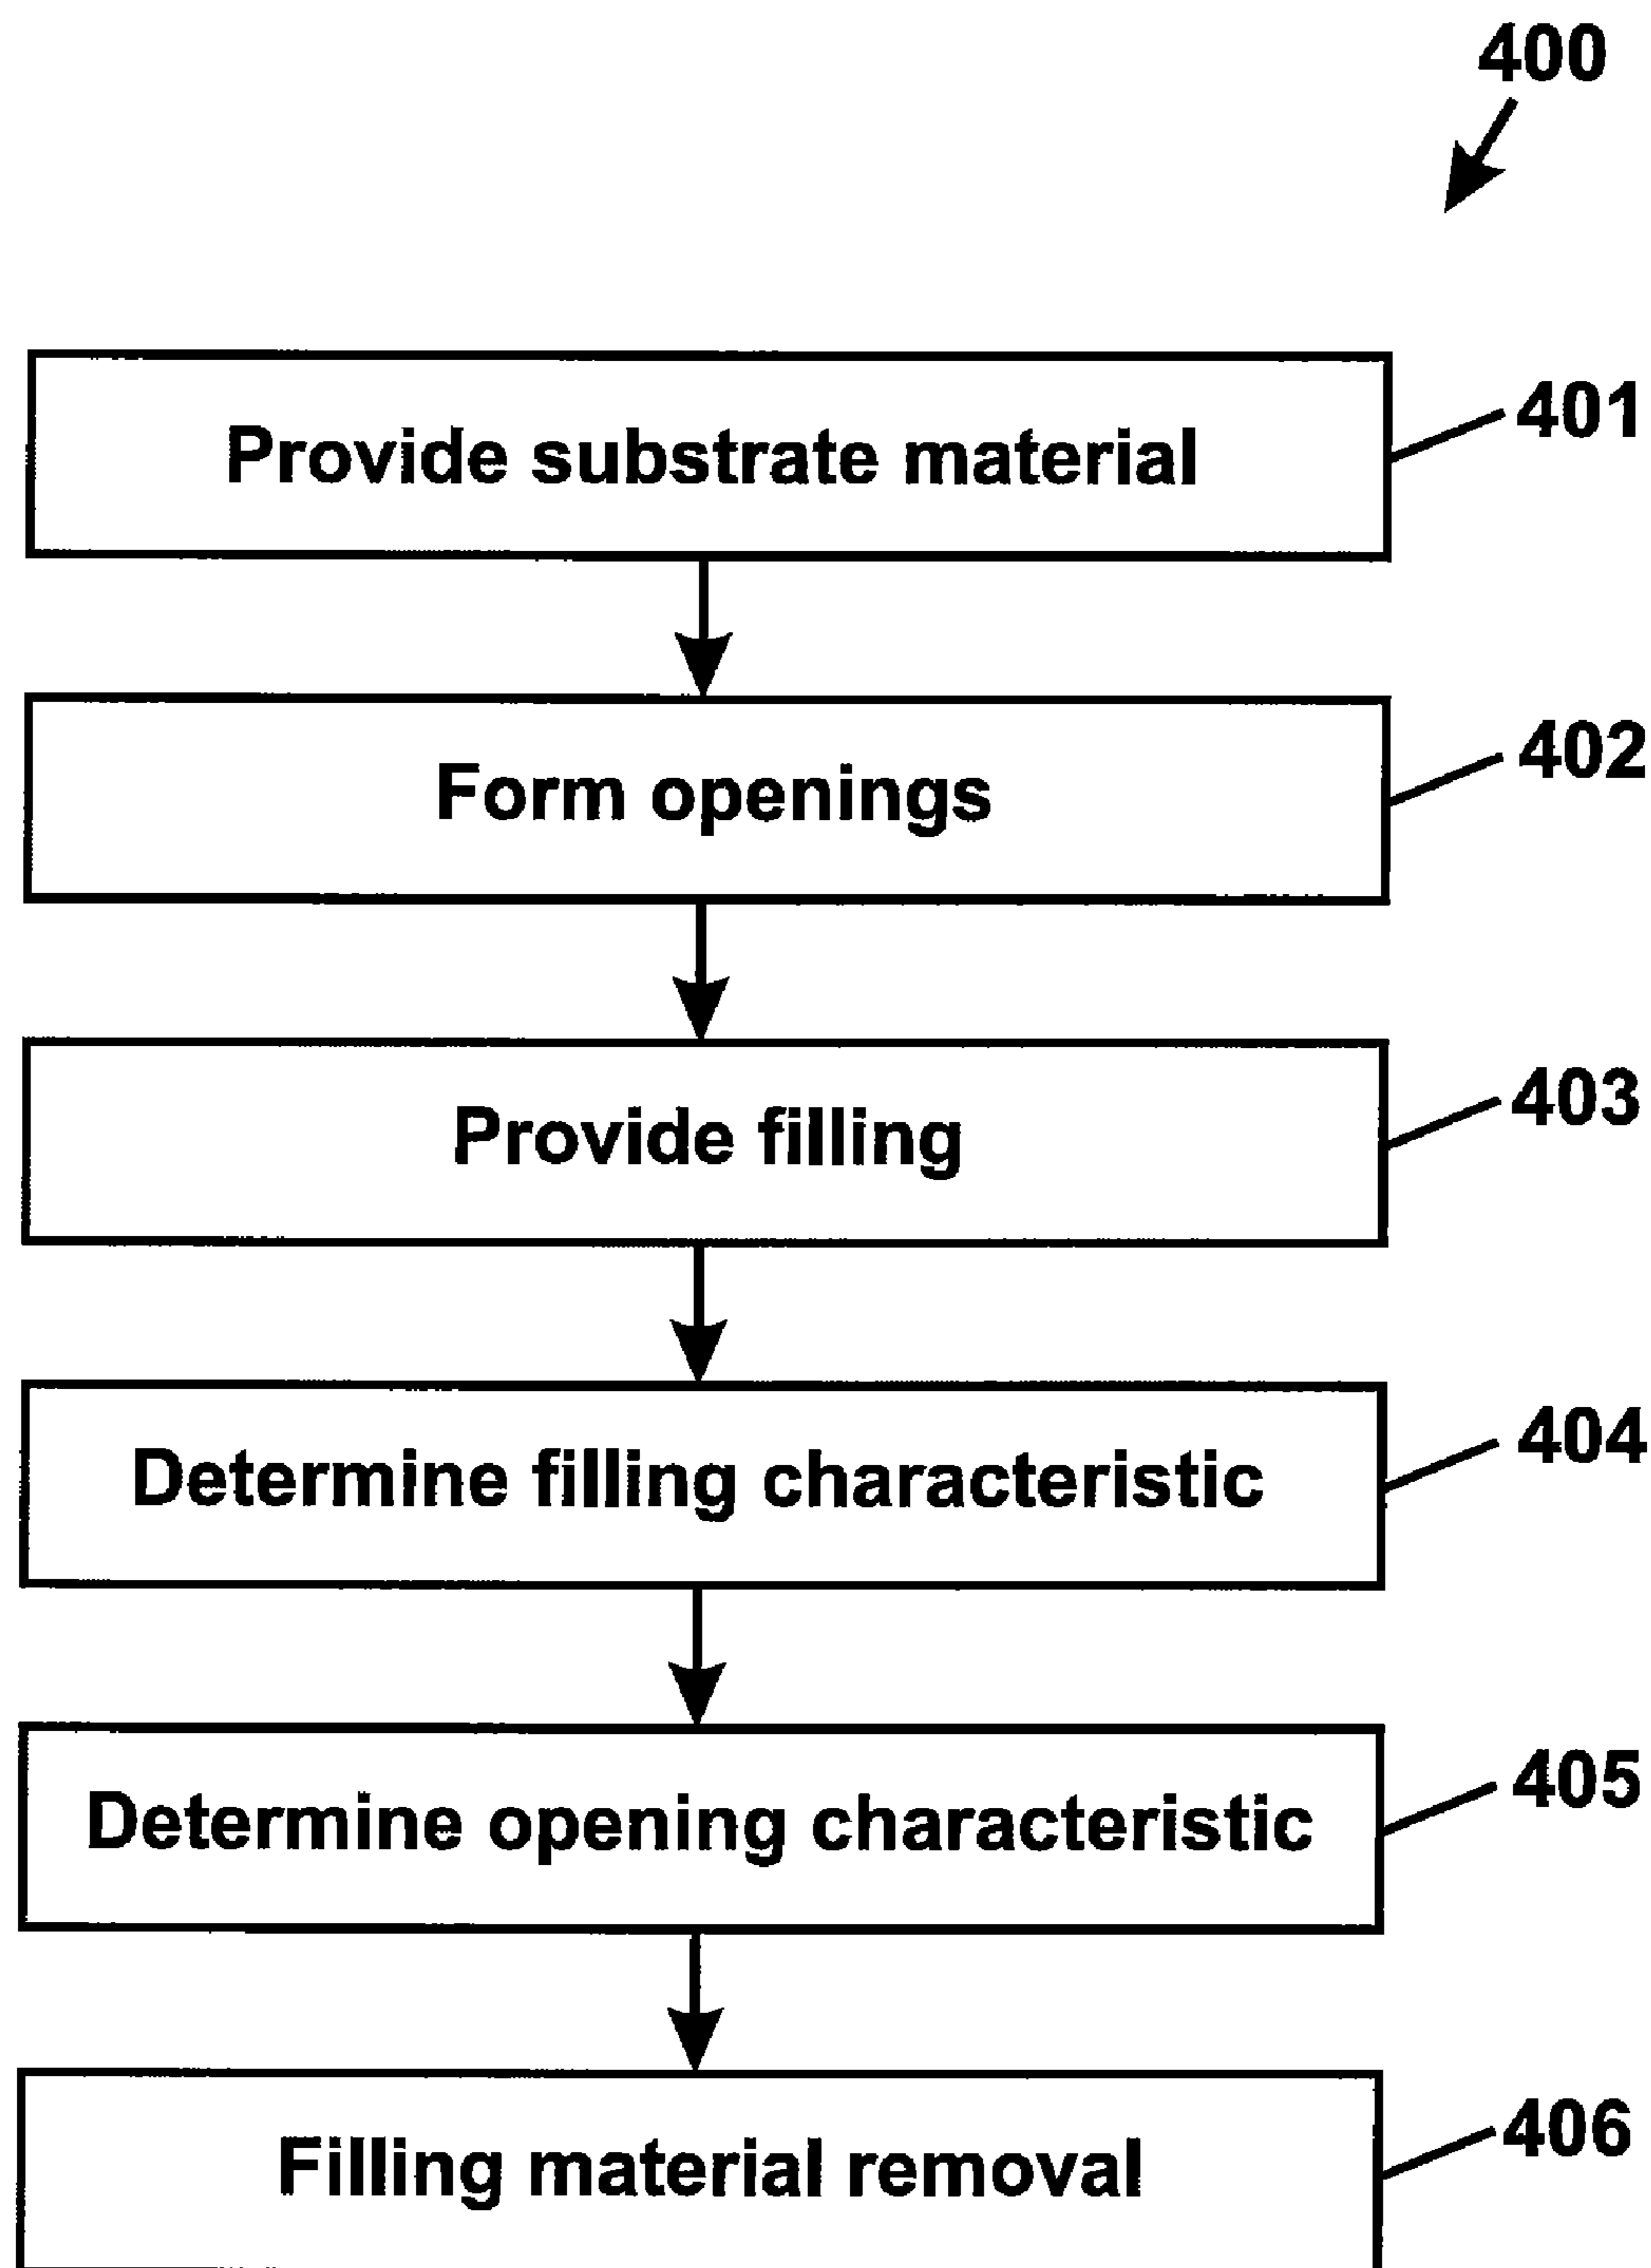 400
Provide substrate material
401
Form openings
402
Provide filling
403
Determine filling characteristic
404
Determine opening characteristic
405
Filling material removal
406